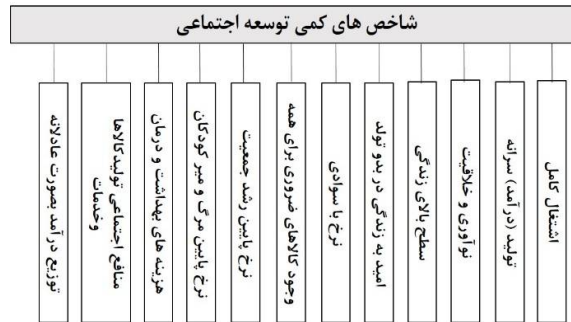 شاخص های کمی توسعه اجتماعی
اشتغال کامل
تولید (درآمد) سرانه
نوآوری و خلاقیت
سطح بالای زندگی
امید به زندگی در بدو تولد
نرخ با سوادی
وجود کالاهای ضروری برای همه
نرخ پایین رشد جمعیت
نرخ پایین مرگ و میر کودکان
هزینه های بهداشت و درمان
منافع اجتماعی تولیدکالاها
وخدمات
توزیع درآمد بصورت عادلانه